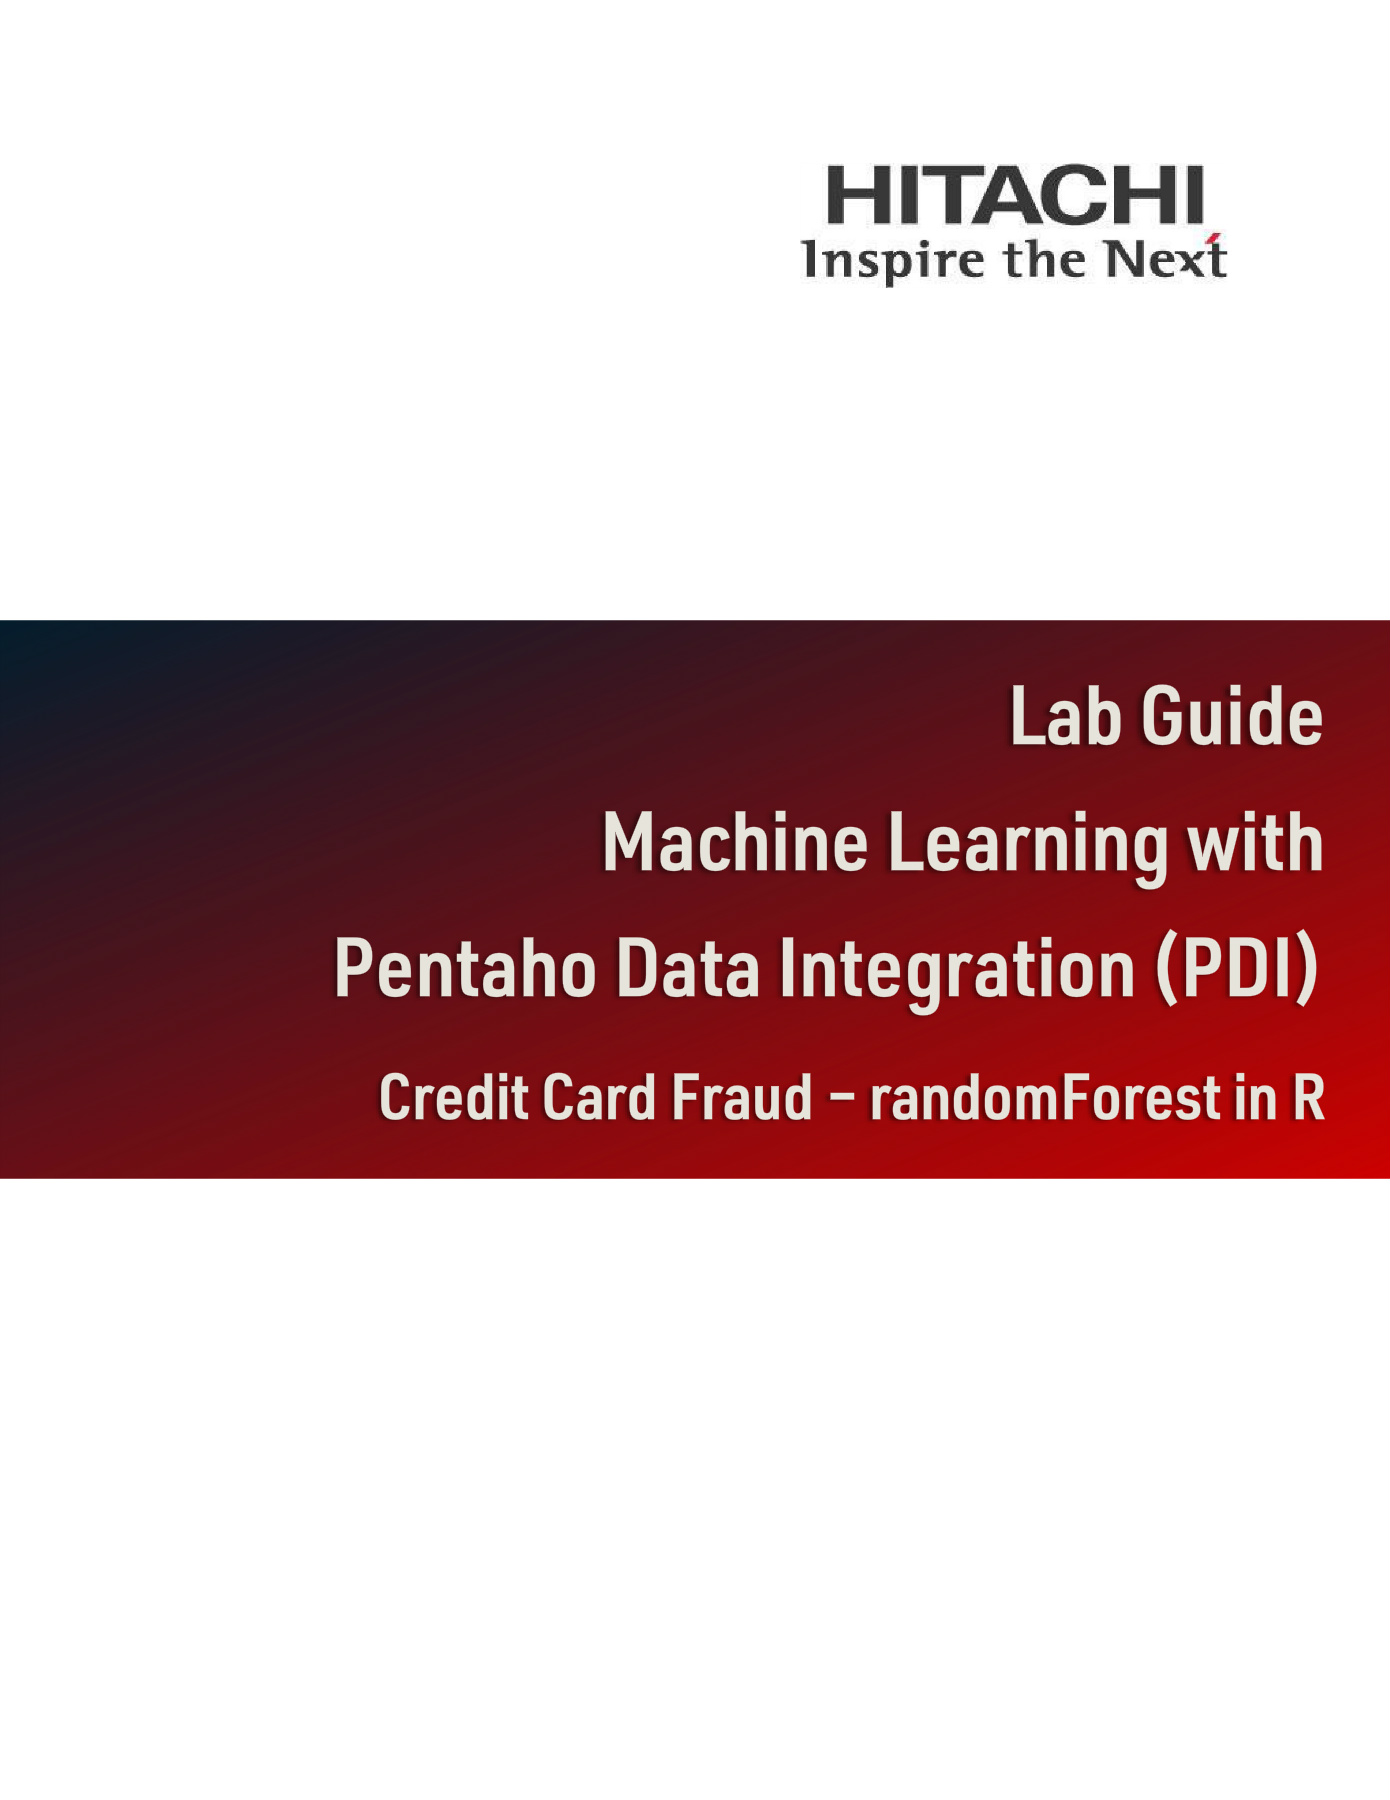 HITACHI
Inspire the Next
Lab Guide
Machine Learning with
Pentaho Data Integration (PDI)
Credit Card Fraud – randomForest in R